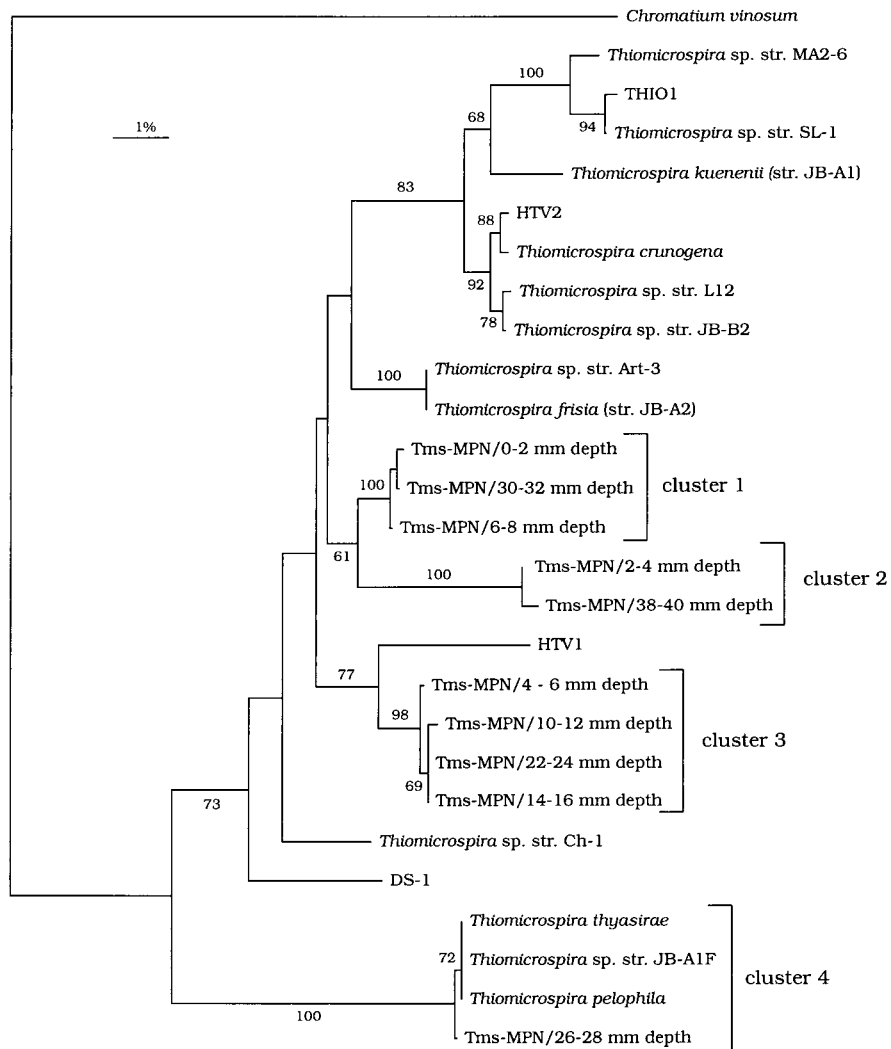 Chromatium vinosum
Thiomicrospira sp. str. MA2-6
100
THIO1
1%
68
94
Thiomicrospira sp. str. SL-1
Thiomicrospira kuenenii (str. JB-A1)
83
HTV2
88
Thiomicrospira crunogena
92
Thiomicrospira sp. str. L12
78
Thiomicrospira sp. str. JB-B2
Thiomicrospira sp. str. Art-3
100
Thiomicrospira frisia (str. JB-A2)
Tms-MPN/0-2 mm depth
100
Tms-MPN/30-32 mm depth
cluster 1
Tms-MPN/6-8 mm depth
61
Tms-MPN/2-4 mm depth
100
cluster 2
Tms-MPN/38-40 mm depth
HTV1
77
Tms-MPN/4 - 6 mm depth
98
Tms-MPN/10-12 mm depth
cluster 3
Tms-MPN/22-24 mm depth
69
Tms-MPN/14-16 mm depth
73
Thiomicrospira sp. str. Ch-1
DS-1
Thiomicrospira thyasirae
72
Thiomicrospira sp. str. JB-A1F
cluster 4
Thiomicrospira pelophila
100
Tms-MPN/26-28 mm depth